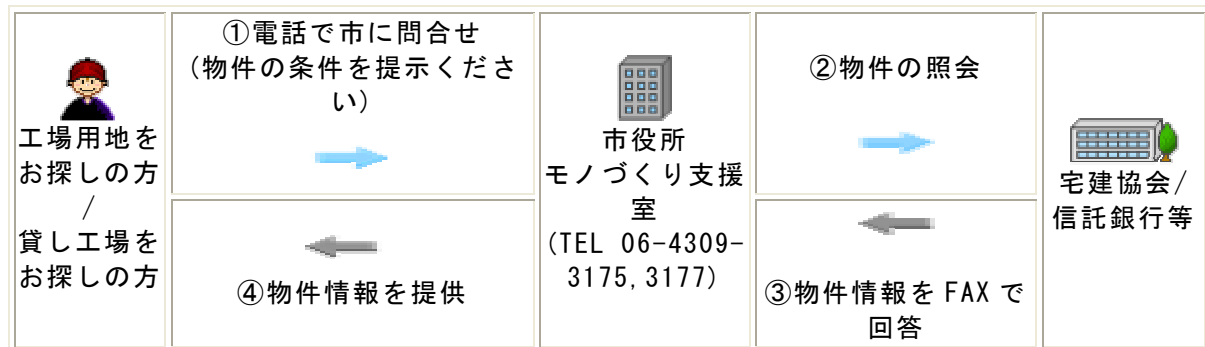 工場用地を
お探しの方
/
貸し工場を
お探しの方
①電話で市に問合せ
(物件の条件を提示くださ
い)
④物件情報を提供
市役所
モノづくり支援
室
(TEL 06-4309-
3175,3177)
②物件の照会
③物件情報を FAX で
回答
宅建協会/
信託銀行等